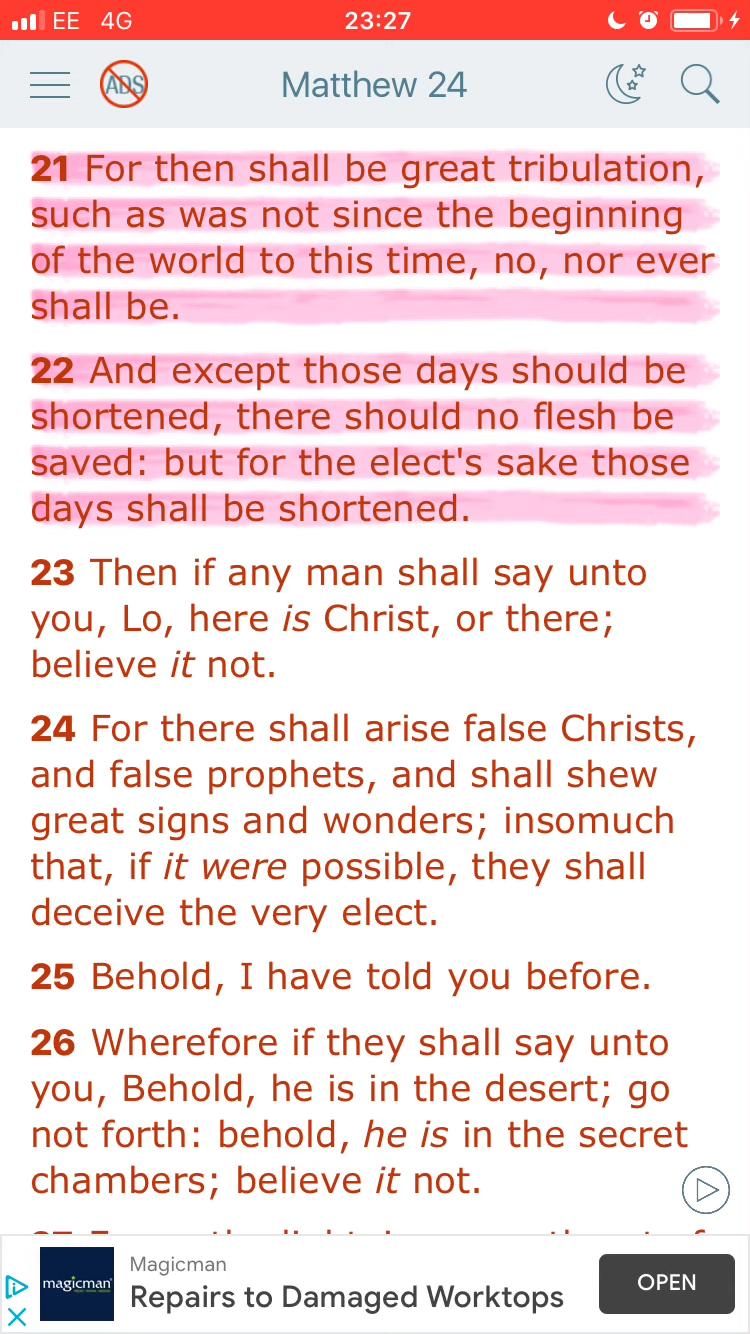 EE 4G 23:27
ADS Matthew 24
21 For then shall be great tribulation,
such as was not since the beginning
of the world to this time, no, nor ever
shall be.
22 And except those days should be
shortened, there should no flesh be
saved: but for the elect's sake those
days shall be shortened.
23 Then if any man shall say unto
you, Lo, here is Christ, or there;
believe it not.
24 For there shall arise false Christs,
and false prophets, and shall shew
great signs and wonders; insomuch
that, if it were possible, they shall
deceive the very elect.
25 Behold, I have told you before.
26 Wherefore if they shall say unto
you, Behold, he is in the desert; go
not forth: behold, he is in the secret
chambers; believe it not.
magicman
Magicman
Repairs to Damaged Worktops
OPEN